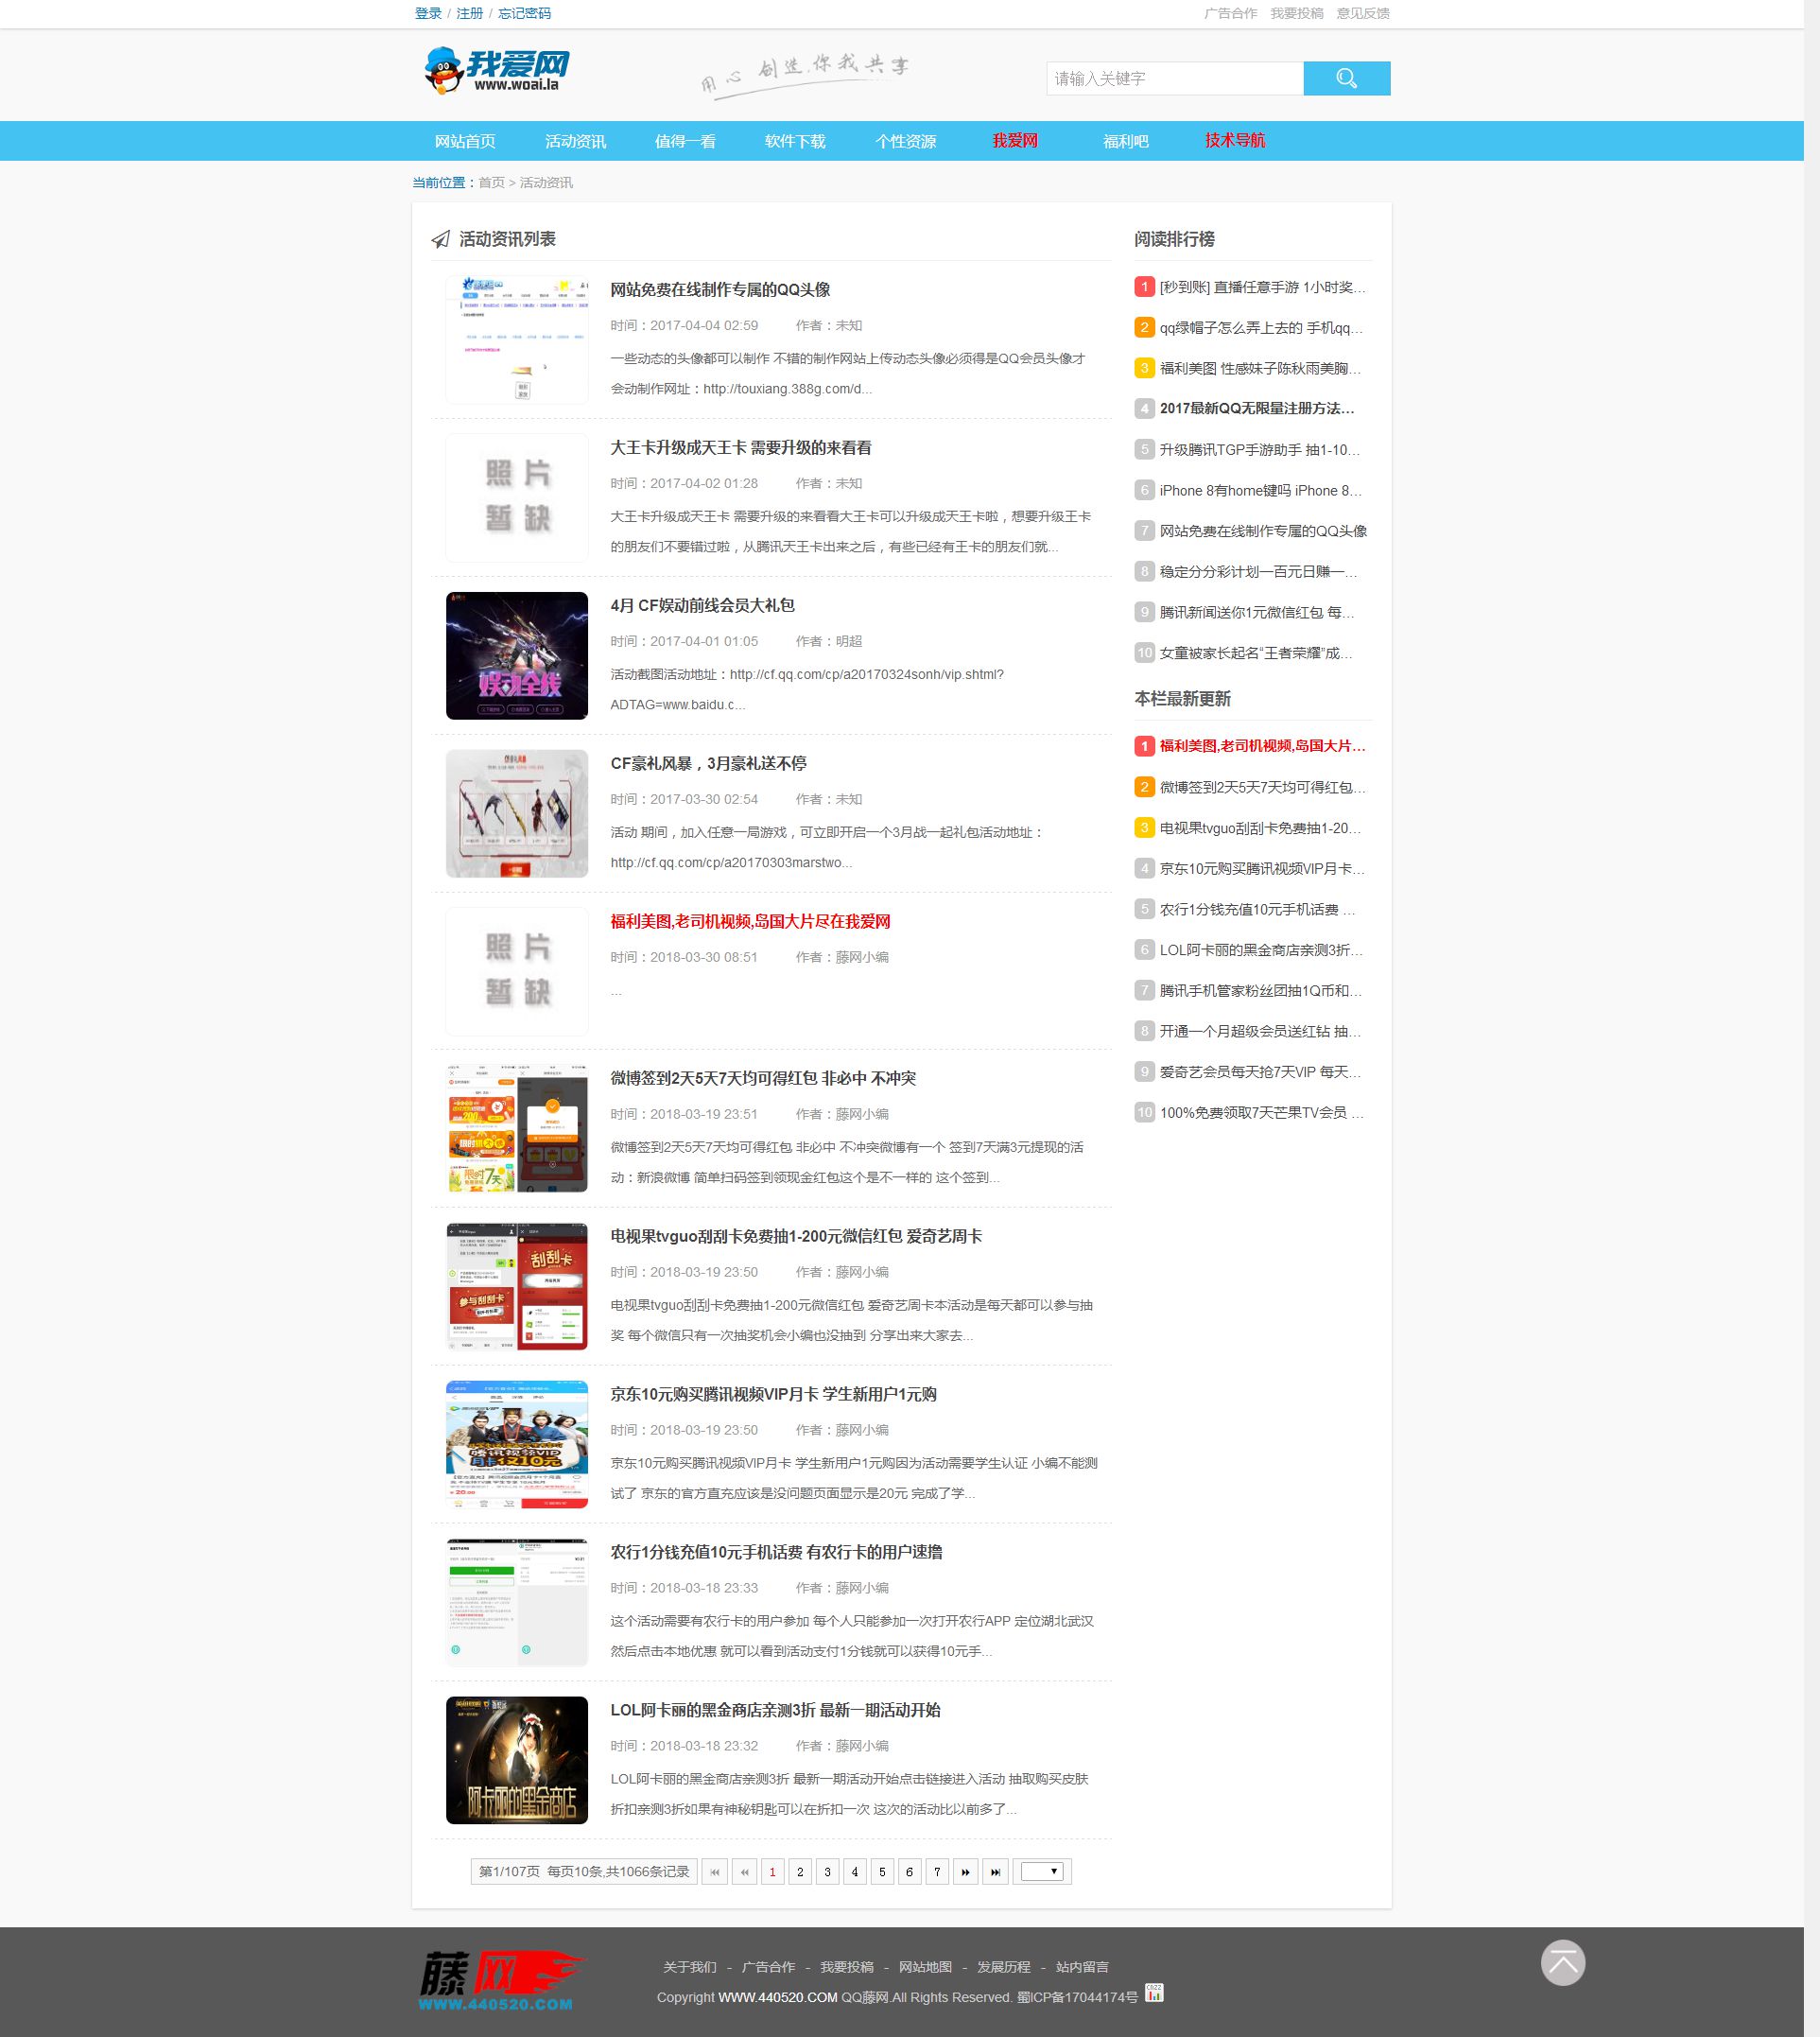 登录 / 注册 / 忘记密码
广告合作 我要投稿 意见反馈
我爱网
www.woai.la
用心 创造.你我共享
请输入关键字
网站首页 活动资讯 值得一看 软件下载 个性资源 我爱网 福利吧 技术导航
当前位置：首页 > 活动资讯
活动资讯列表
网站免费在线制作专属的QQ头像
时间：2017-04-04 02:59 作者：未知
一些动态的头像都可以制作 不错的制作网站上传动态头像必须得是QQ会员头像才
会动制作网址：http://touxiang.388g.com/d...
照片
暂缺
大王卡升级成天王卡 需要升级的来看看
时间：2017-04-02 01:28 作者：未知
大王卡升级成天王卡 需要升级的来看看大王卡可以升级成天王卡啦，想要升级王卡
的朋友们不要错过啦，从腾讯天王卡出来之后，有些已经有王卡的朋友们就...
娱动全线
4月 CF娱动前线会员大礼包
时间：2017-04-01 01:05 作者：明超
活动截图活动地址：http://cf.qq.com/cp/a20170324sonh/vip.shtml?
ADTAG=www.baidu.c...
CF豪礼风暴，3月豪礼送不停
时间：2017-03-30 02:54 作者：未知
活动 期间，加入任意一局游戏，可立即开启一个3月战一起礼包活动地址：
http://cf.qq.com/cp/a20170303marstwo...
照片
暂缺
福利美图,老司机视频,岛国大片尽在我爱网
时间：2018-03-30 08:51 作者：藤网小编
...
微博签到2天5天7天均可得红包 非必中 不冲突
时间：2018-03-19 23:51 作者：藤网小编
微博签到2天5天7天均可得红包 非必中 不冲突微博有一个 签到7天满3元提现的活
动：新浪微博 简单扫码签到领现金红包这个是不一样的 这个签到...
刮刮卡
参与刮刮卡
电视果tvguo刮刮卡免费抽1-200元微信红包 爱奇艺周卡
时间：2018-03-19 23:50 作者：藤网小编
电视果tvguo刮刮卡免费抽1-200元微信红包 爱奇艺周卡本活动是每天都可以参与抽
奖 每个微信只有一次抽奖机会小编也没抽到 分享出来大家去...
腾讯视频VIP
月卡仅10元
京东10元购买腾讯视频VIP月卡 学生新用户1元购
时间：2018-03-19 23:50 作者：藤网小编
京东10元购买腾讯视频VIP月卡 学生新用户1元购因为活动需要学生认证 小编不能测
试了 京东的官方直充应该是没问题页面显示是20元 完成了学...
农行1分钱充值10元手机话费 有农行卡的用户速撸
时间：2018-03-18 23:33 作者：藤网小编
这个活动需要有农行卡的用户参加 每个人只能参加一次打开农行APP 定位湖北武汉
然后点击本地优惠 就可以看到活动支付1分钱就可以获得10元手...
阿卡丽的黑金商店
LOL阿卡丽的黑金商店亲测3折 最新一期活动开始
时间：2018-03-18 23:32 作者：藤网小编
LOL阿卡丽的黑金商店亲测3折 最新一期活动开始点击链接进入活动 抽取购买皮肤
折扣亲测3折如果有神秘钥匙可以在折扣一次 这次的活动比以前多了...
第1/107页 每页10条,共1066条记录 1 2 3 4 5 6 7
阅读排行榜
1 [秒到账] 直播任意手游 1小时奖...
2 qq绿帽子怎么弄上去的 手机qq...
3 福利美图 性感妹子陈秋雨美胸...
4 2017最新QQ无限量注册方法...
5 升级腾讯TGP手游助手 抽1-10...
6 iPhone 8有home键吗 iPhone 8...
7 网站免费在线制作专属的QQ头像
8 稳定分分彩计划一百元日赚一...
9 腾讯新闻送你1元微信红包 每...
10 女童被家长起名“王者荣耀”成...
本栏最新更新
1 福利美图,老司机视频,岛国大片...
2 微博签到2天5天7天均可得红包...
3 电视果tvguo刮刮卡免费抽1-20...
4 京东10元购买腾讯视频VIP月卡...
5 农行1分钱充值10元手机话费 ...
6 LOL阿卡丽的黑金商店亲测3折...
7 腾讯手机管家粉丝团抽1Q币和...
8 开通一个月超级会员送红钻 抽...
9 爱奇艺会员每天抢7天VIP 每天...
10 100%免费领取7天芒果TV会员 ...
藤网
WWW.440520.COM
关于我们 - 广告合作 - 我要投稿 - 网站地图 - 发展历程 - 站内留言
Copyright WWW.440520.COM QQ藤网.All Rights Reserved. 蜀ICP备17044174号